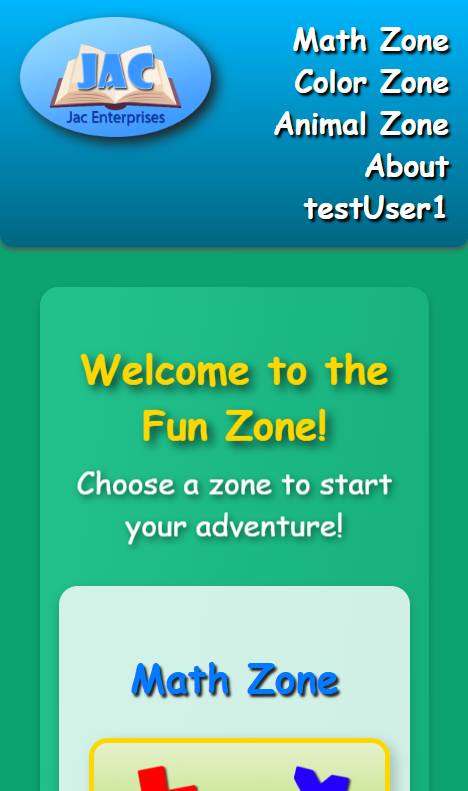 JAC
Jac Enterprises
Math Zone
Color Zone
Animal Zone
About
testUser1
Welcome to the
Fun Zone!
Choose a zone to start
your adventure!
Math Zone